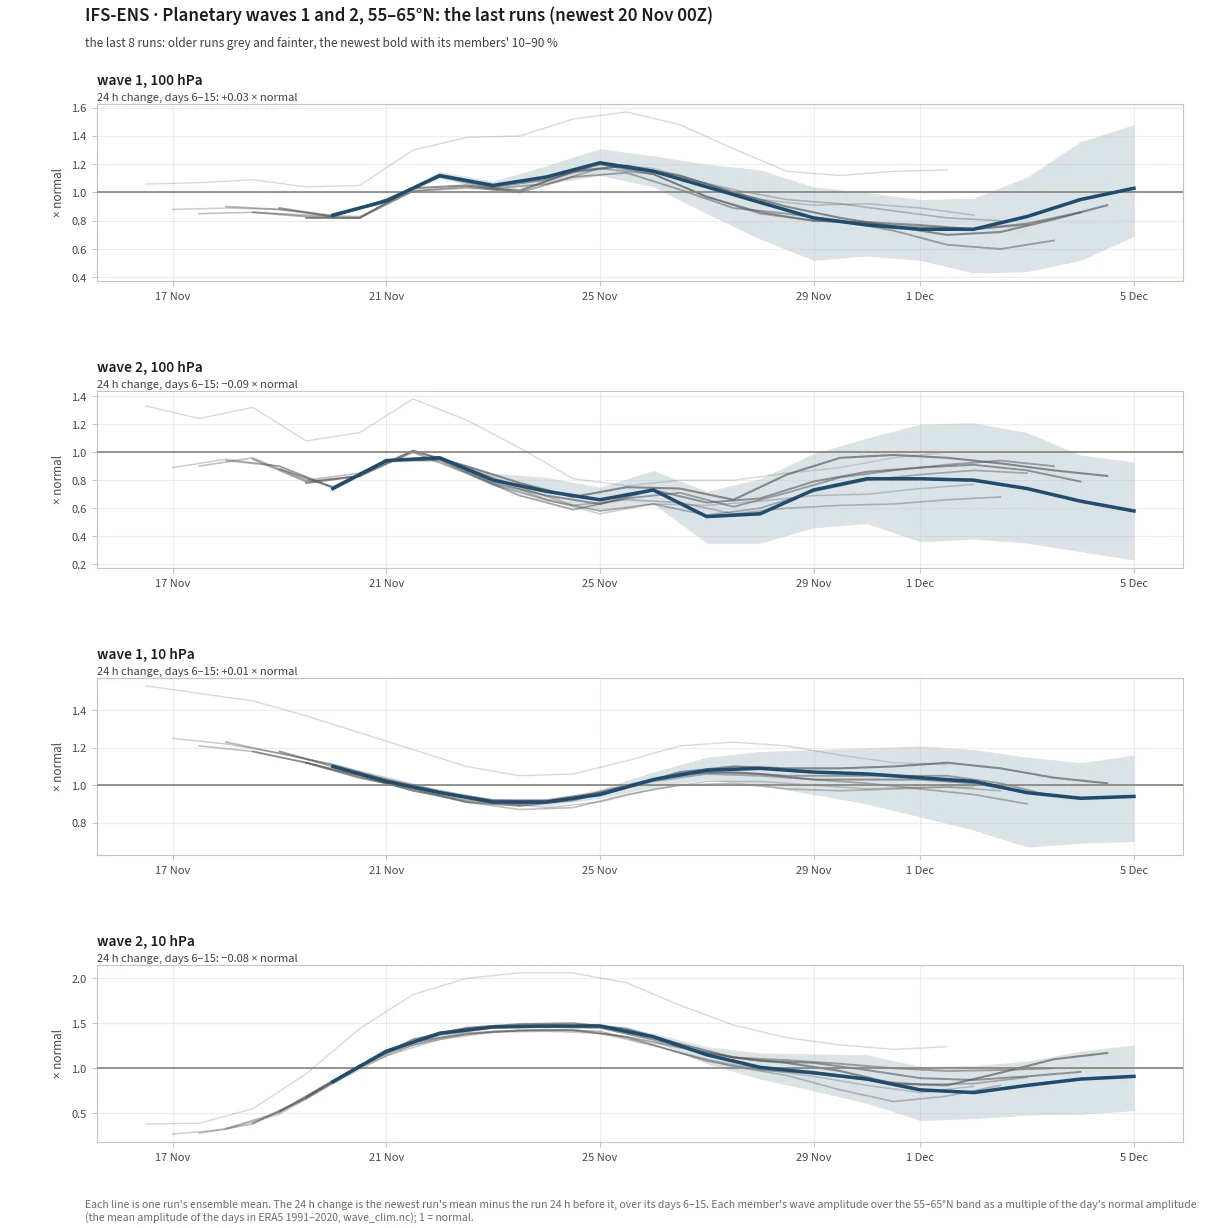 IFS-ENS · Planetary waves 1 and 2, 55–65°N: the last runs (newest 20 Nov 00Z)
the last 8 runs: older runs grey and fainter, the newest bold with its members' 10–90 %
wave 1, 100 hPa
24 h change, days 6–15: +0.03 × normal
1.6
1.4
1.2
1.0
0.8
0.6
0.4
× normal
17 Nov 21 Nov 25 Nov 29 Nov 1 Dec 5 Dec
wave 2, 100 hPa
24 h change, days 6–15: −0.09 × normal
1.4
1.2
1.0
0.8
0.6
0.4
0.2
× normal
17 Nov 21 Nov 25 Nov 29 Nov 1 Dec 5 Dec
wave 1, 10 hPa
24 h change, days 6–15: +0.01 × normal
1.4
1.2
1.0
0.8
× normal
17 Nov 21 Nov 25 Nov 29 Nov 1 Dec 5 Dec
wave 2, 10 hPa
24 h change, days 6–15: −0.08 × normal
2.0
1.5
1.0
0.5
× normal
17 Nov 21 Nov 25 Nov 29 Nov 1 Dec 5 Dec
Each line is one run's ensemble mean. The 24 h change is the newest run's mean minus the run 24 h before it, over its days 6–15. Each member's wave amplitude over the 55–65°N band as a multiple of the day's normal amplitude
(the mean amplitude of the days in ERA5 1991–2020, wave_clim.nc); 1 = normal.